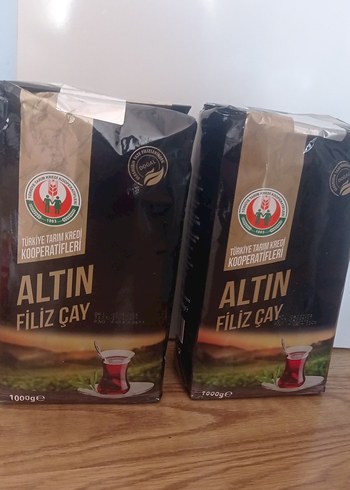 DOĞAL
TÜRKİYE TARIM KREDİ
KOOPERATİFLERİ
ALTIN
FİLİZ ÇAY
1000g℮
TÜRKİYE TARIM KREDİ
KOOPERATİFLERİ
ALTIN
FİLİZ ÇAY
1000g℮